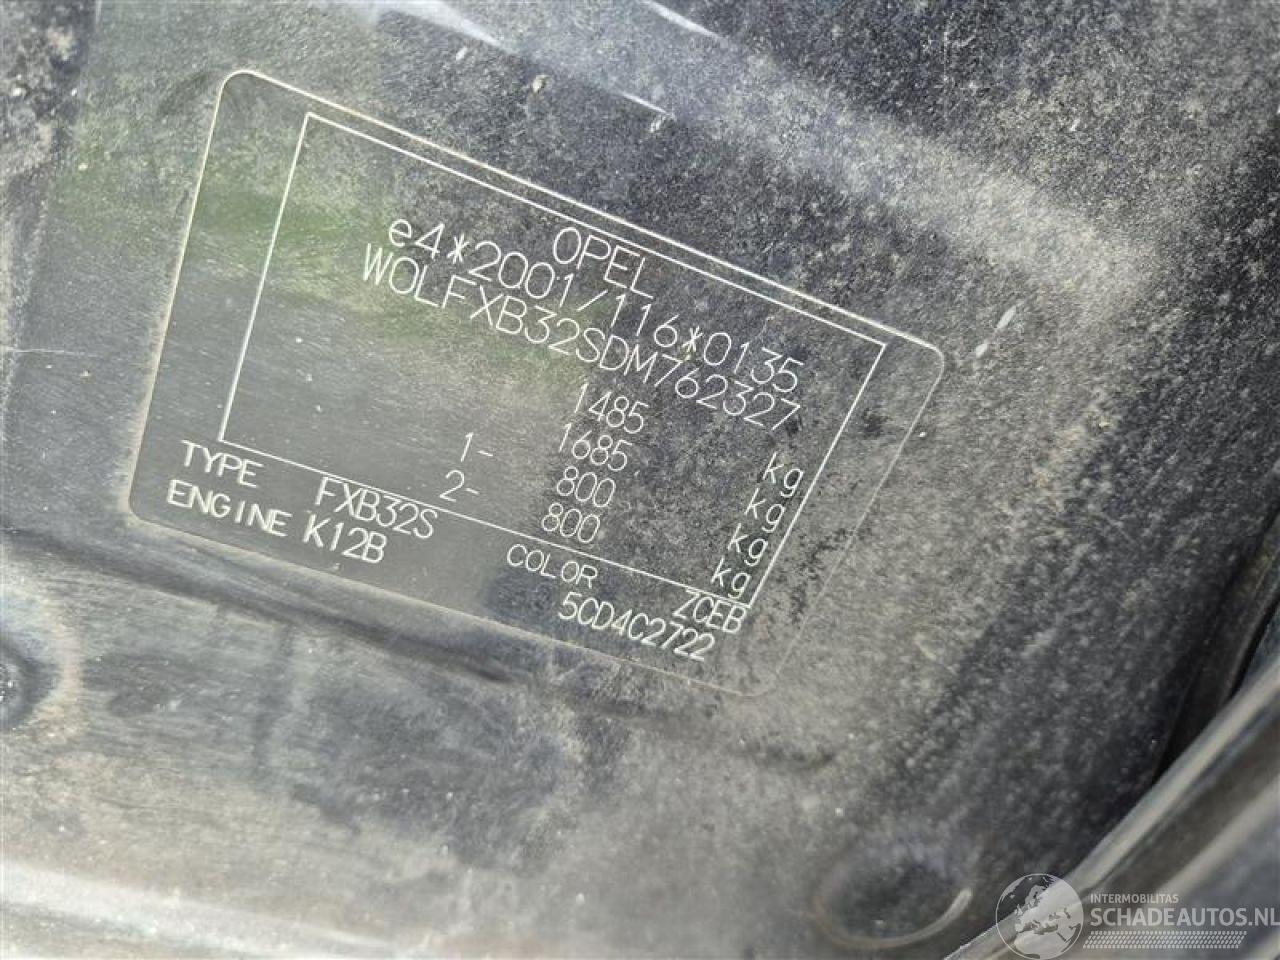 OPEL
e4*2001/116*0135
WOLFXB32SDM762327
1485 kg
1685 kg
1- 800 kg
2- 800 kg
TYPE FXB32S COLOR ZCEB
ENGINE K12B 5CD4C2722
INTERMOBILITAS
SCHADEAUTOS.NL